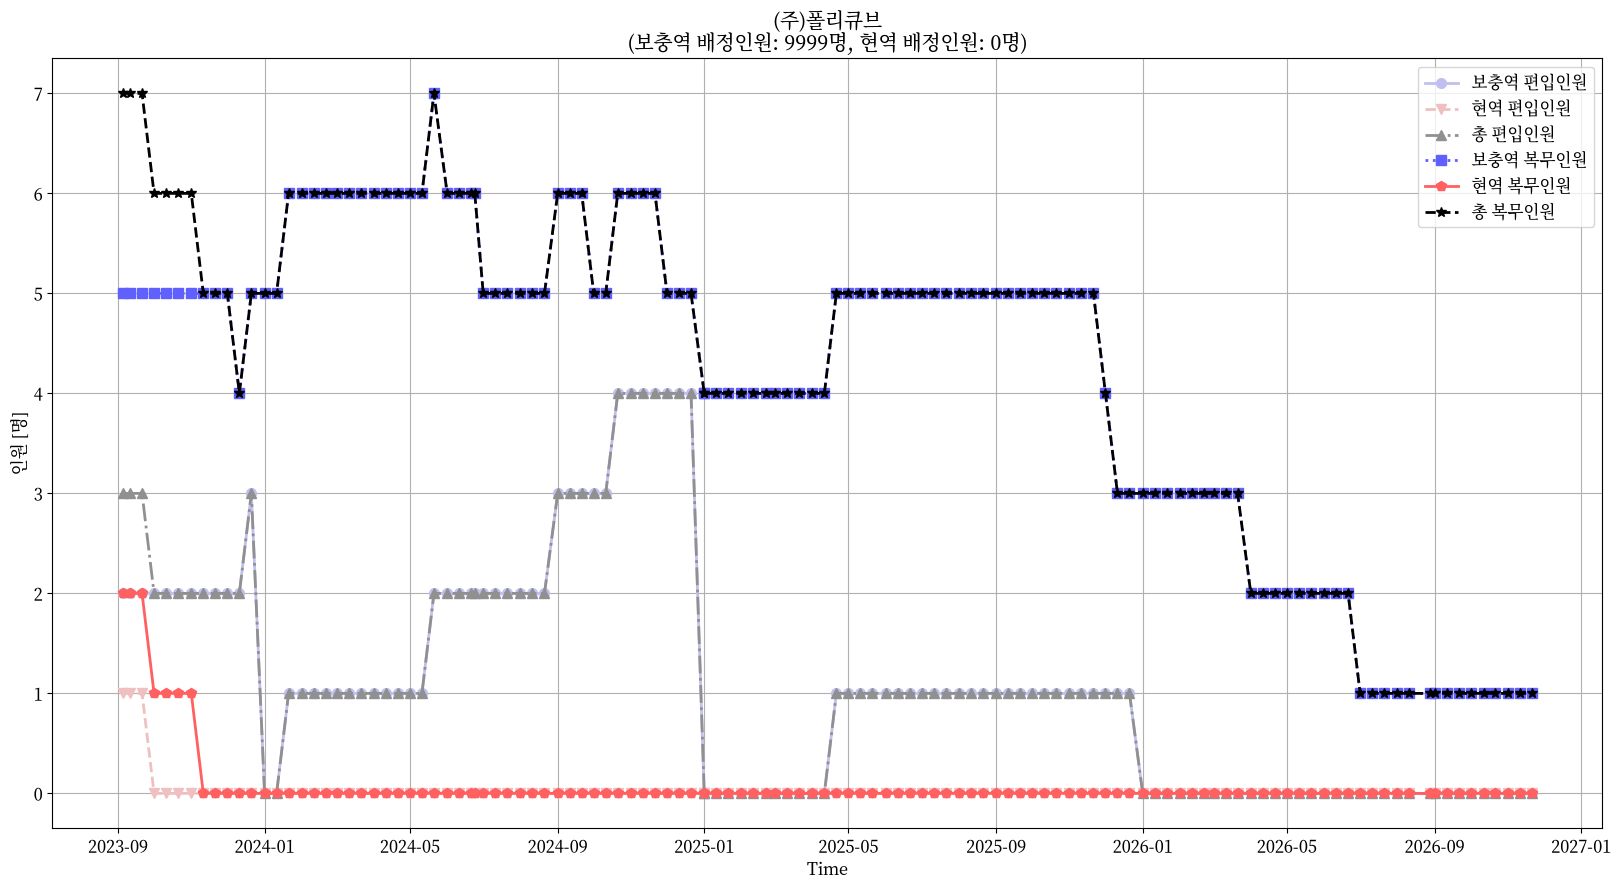 (주)폴리큐브
(보충역 배정인원: 9999명, 현역 배정인원: 0명)
보충역 편입인원
현역 편입인원
총 편입인원
보충역 복무인원
현역 복무인원
총 복무인원
인원 [명]
7
6
5
4
3
2
1
0
2023-09 2024-01 2024-05 2024-09 2025-01 2025-05 2025-09 2026-01 2026-05 2026-09 2027-01
Time